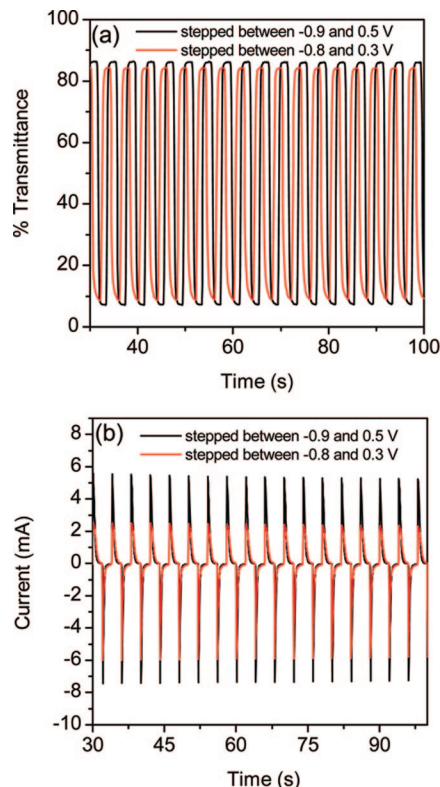 (a)
stepped between -0.9 and 0.5 V
stepped between -0.8 and 0.3 V
100
80
60
40
20
0
% Transmittance
40 60 80 100
Time (s)
(b)
stepped between -0.9 and 0.5 V
stepped between -0.8 and 0.3 V
8
6
4
2
0
-2
-4
-6
-8
-10
Current (mA)
30 45 60 75 90
Time (s)